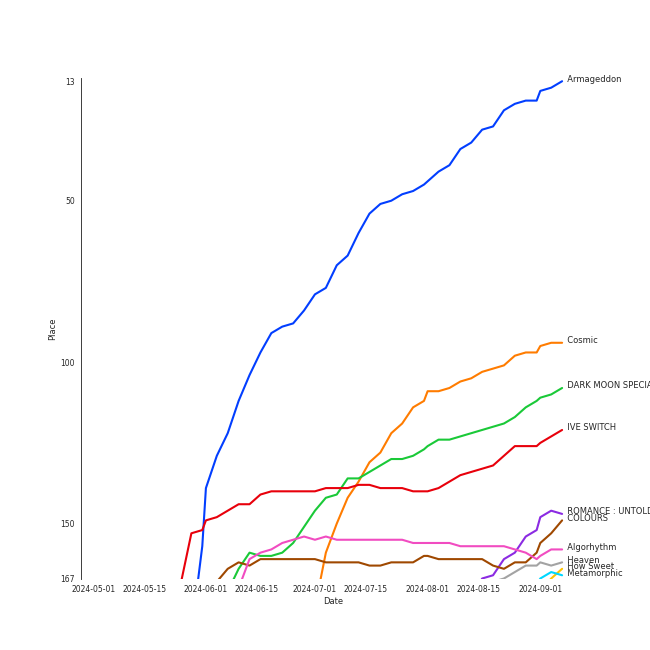 13
Armageddon
50
Place
Cosmic
100
DARK MOON SPECIA
IVE SWITCH
ROMANCE : UNTOLD
COLOURS
150
Algorhythm
Heaven
How Sweet
Metamorphic
167
2024-05-01 2024-05-15 2024-06-01 2024-06-15 2024-07-01 2024-07-15 2024-08-01 2024-08-15 2024-09-01
Date